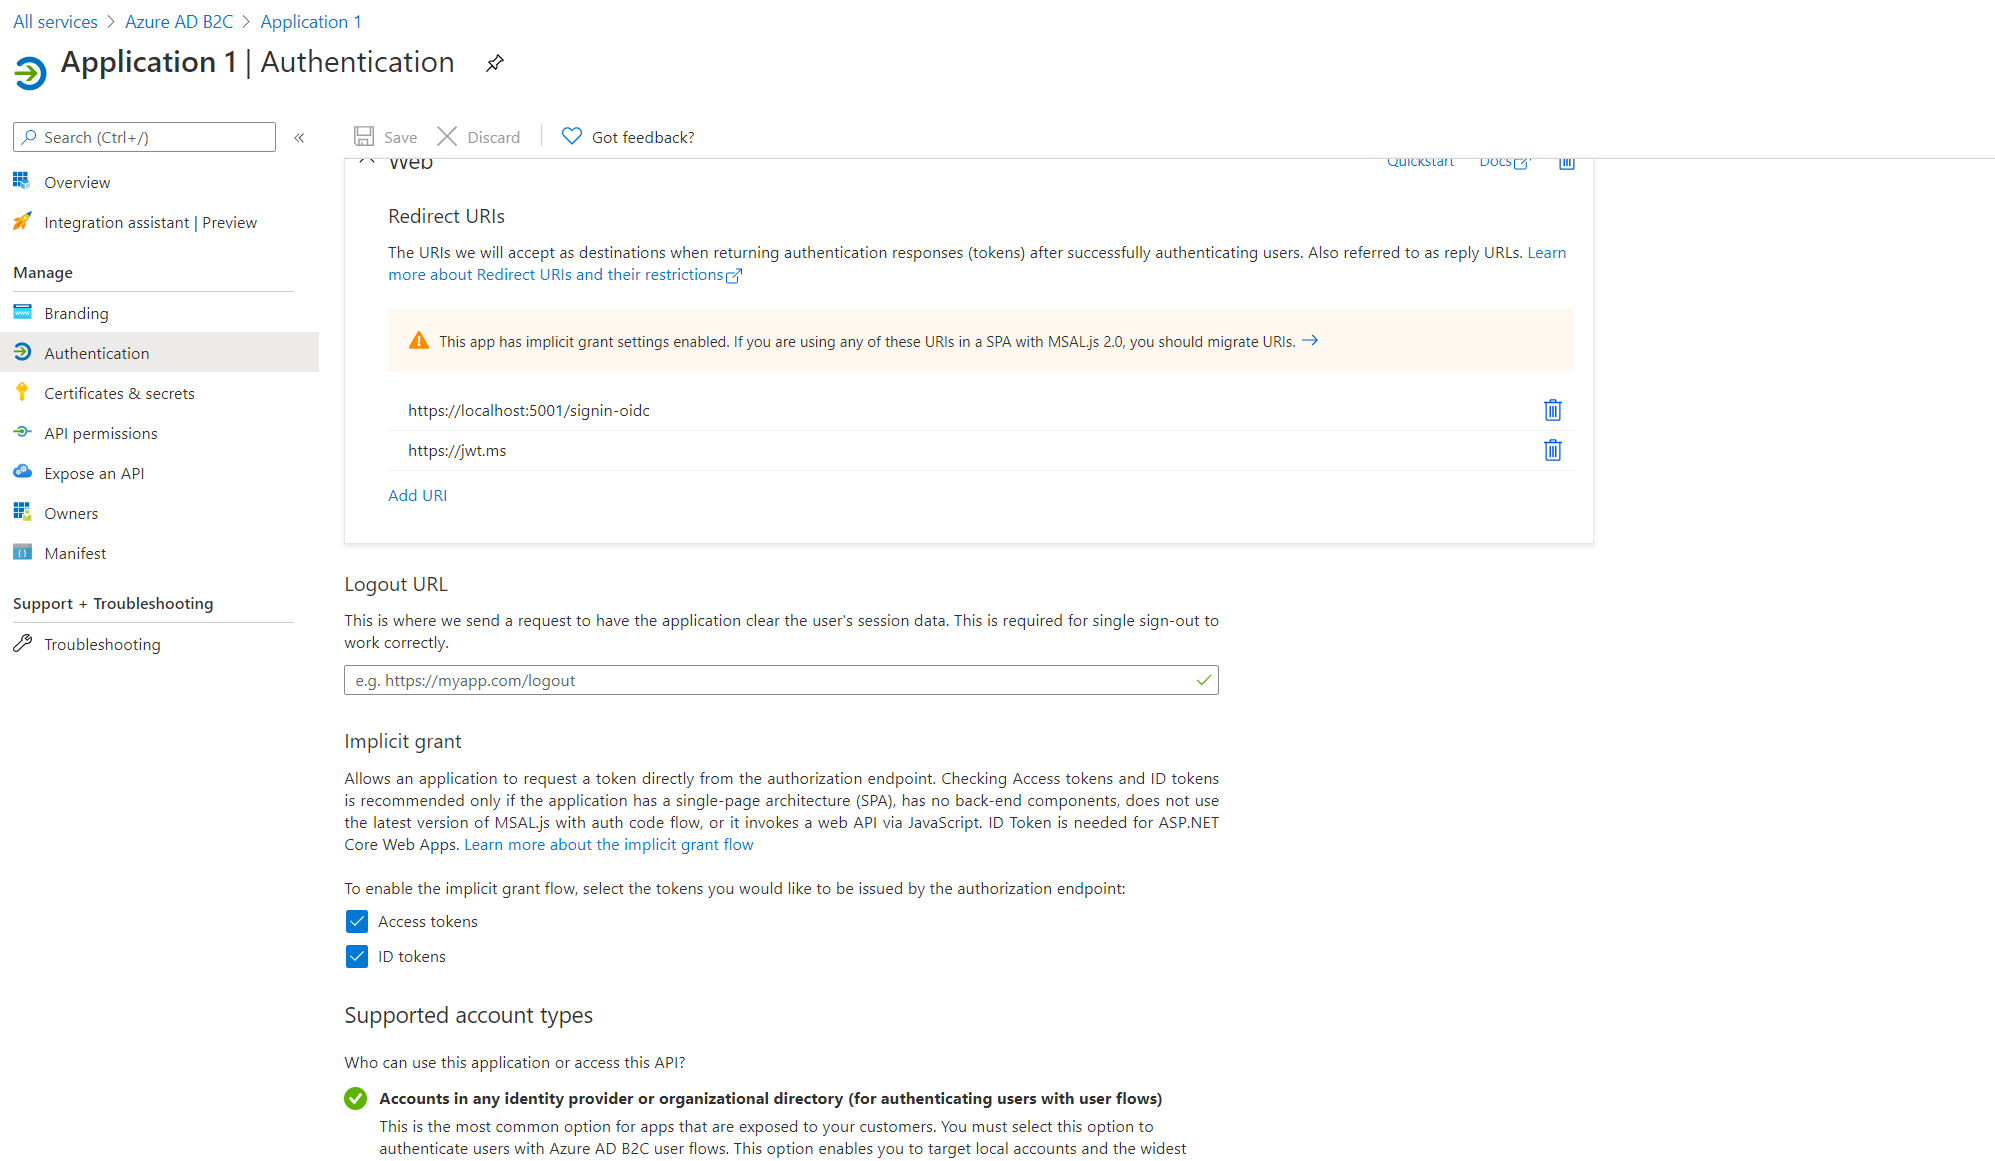 All services > Azure AD B2C > Application 1
Application 1 | Authentication
Search (Ctrl+/)
«
Save
Discard
Got feedback?
Overview
Integration assistant | Preview
Manage
Branding
Authentication
Certificates & secrets
API permissions
Expose an API
Owners
Manifest
Support + Troubleshooting
Troubleshooting
Web
Quickstart
Docs
Redirect URIs
The URIs we will accept as destinations when returning authentication responses (tokens) after successfully authenticating users. Also referred to as reply URLs. Learn
more about Redirect URIs and their restrictions
This app has implicit grant settings enabled. If you are using any of these URIs in a SPA with MSAL.js 2.0, you should migrate URIs.
https://localhost:5001/signin-oidc
https://jwt.ms
Add URI
Logout URL
This is where we send a request to have the application clear the user's session data. This is required for single sign-out to
work correctly.
e.g. https://myapp.com/logout
Implicit grant
Allows an application to request a token directly from the authorization endpoint. Checking Access tokens and ID tokens
is recommended only if the application has a single-page architecture (SPA), has no back-end components, does not use
the latest version of MSAL.js with auth code flow, or it invokes a web API via JavaScript. ID Token is needed for ASP.NET
Core Web Apps. Learn more about the implicit grant flow
To enable the implicit grant flow, select the tokens you would like to be issued by the authorization endpoint:
Access tokens
ID tokens
Supported account types
Who can use this application or access this API?
Accounts in any identity provider or organizational directory (for authenticating users with user flows)
This is the most common option for apps that are exposed to your customers. You must select this option to
authenticate users with Azure AD B2C user flows. This option enables you to target local accounts and the widest